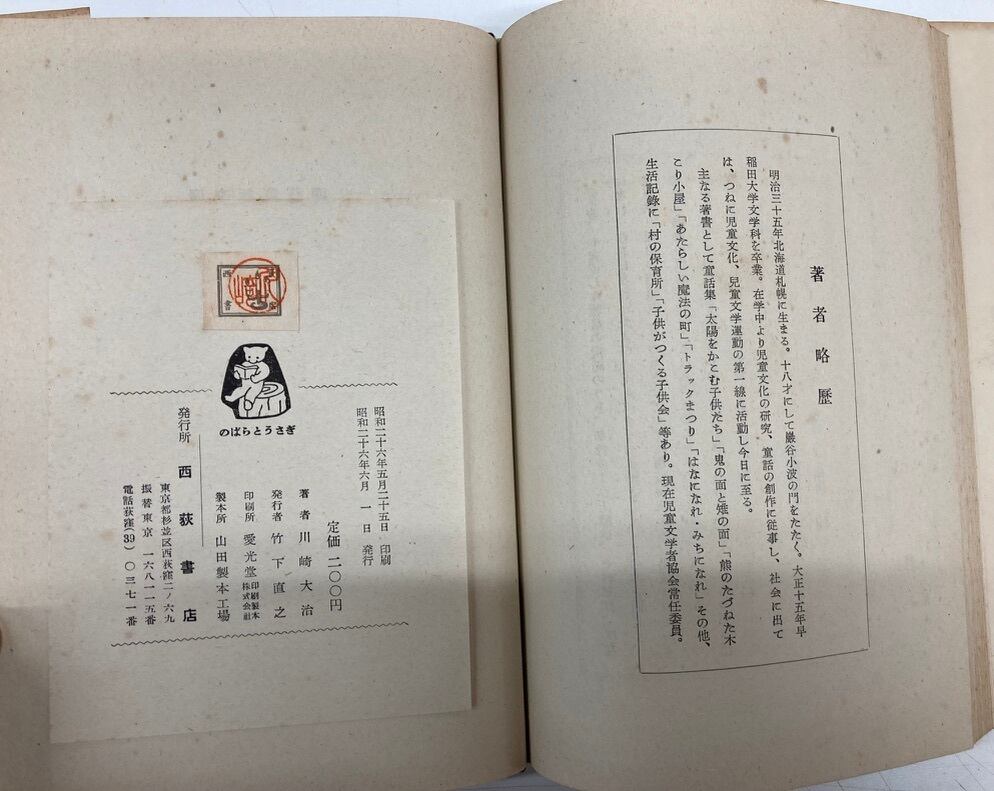 著者略歴
明治三十五年北海道札幌に生まる。十八才にして巖谷小波の門をたたく。大正十五年早
稲田大学文学科を卒業。在学中より児童文化の研究、童話の創作に従事し、社会に出て
は、つねに児童文化、児童文学運動の第一線に活動し今日に至る。
主なる著書として童話集「太陽をかこむ子供たち」「鬼の面と雉の面」「熊のたづねた木
こり小屋」「あたらしい魔法の町」「トラックまつり」「はなになれ・みちになれ」その他、
生活記錄に「村の保育所」「子供がつくる子供会」等あり。現在児童文学者協会常任委員。
西
書
のばらとうさぎ
昭和二十六年五月二十五日 印刷
昭和二十六年六月 一日 発行
定価 二〇〇円
著者 川崎大治
発行者 竹下直之
印刷所 愛光堂 印刷製本株式会社
製本所 山田製本工場
発行所 西荻書店
東京都杉並区西荻窪二ノ六九
振替東京 一六八一一五番
電話荻窪(39)〇三七一番